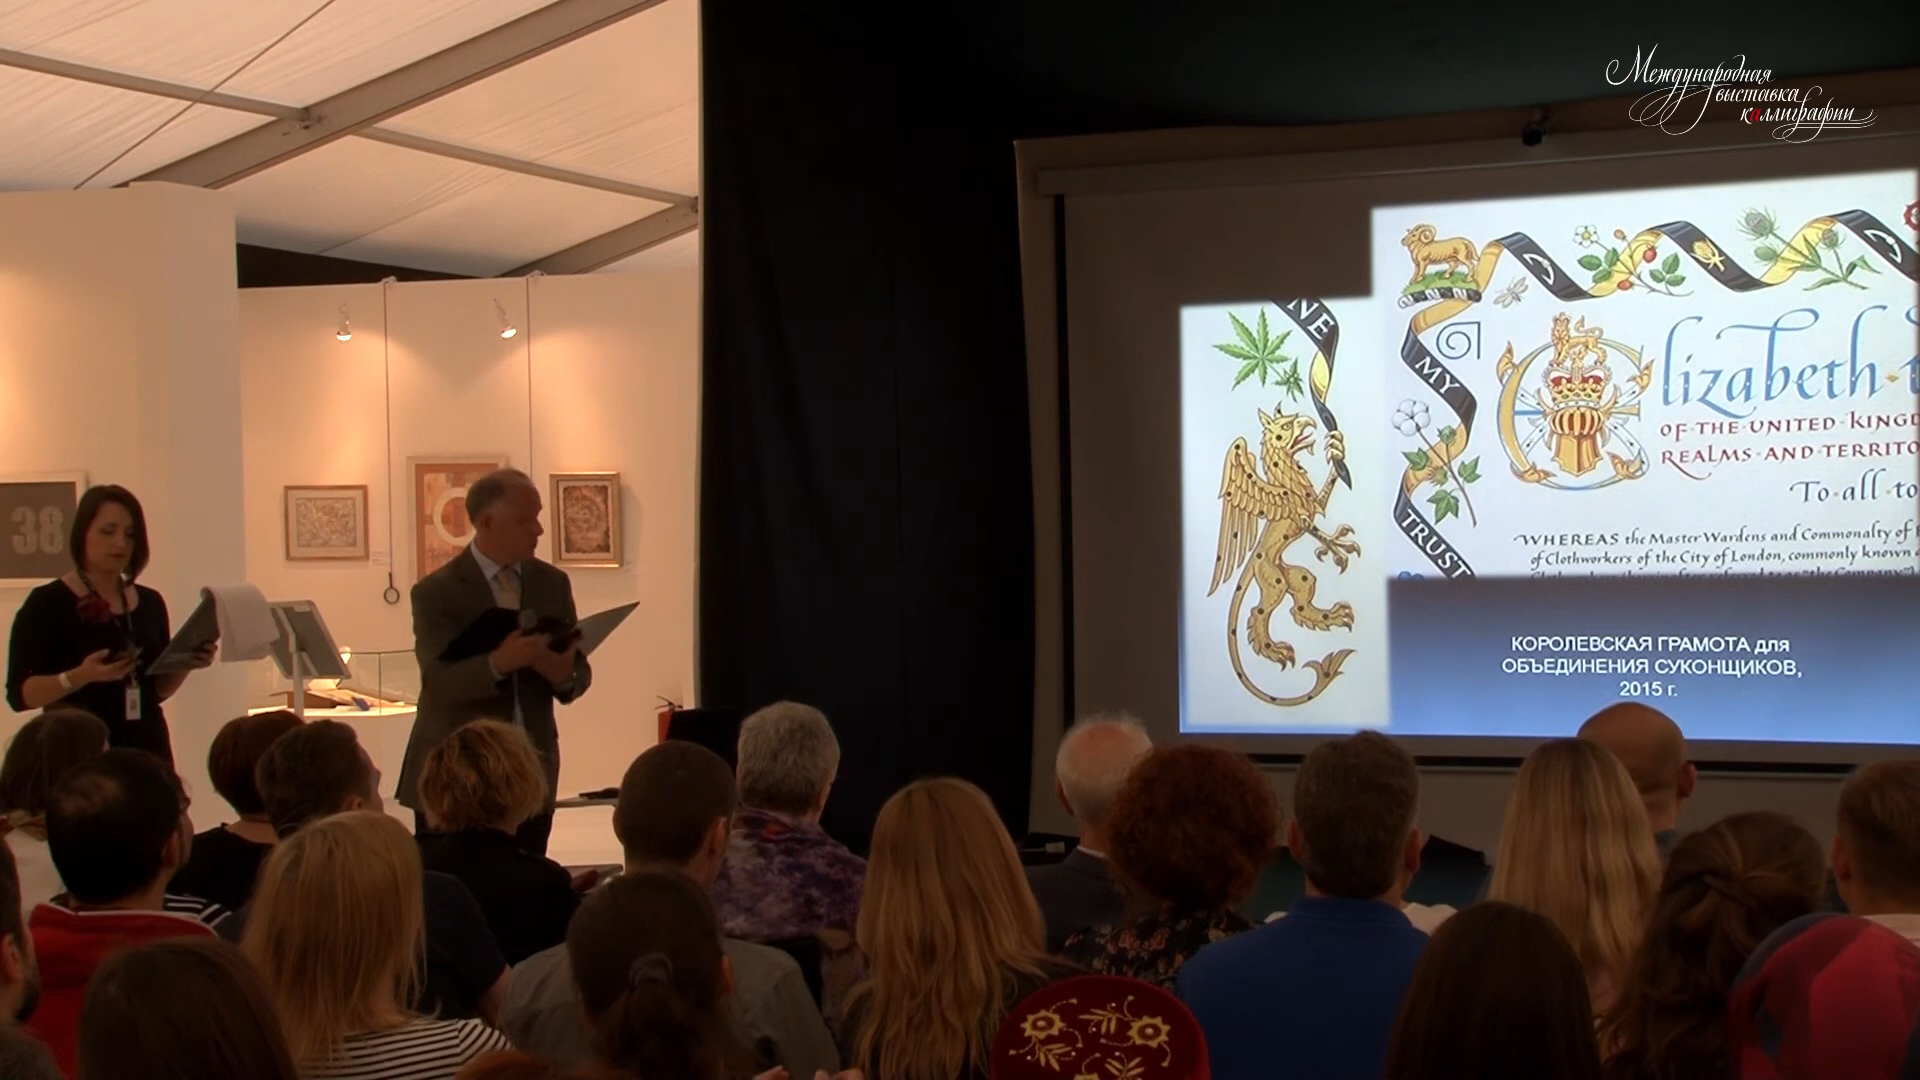 Международная
выставка
каллиграфии
38
NE
MY
TRUST
Elizabeth
OF·THE·UNITED·KINGD
REALMS·AND·TERRITO
To·all·to
WHEREAS the Master Wardens and Commonalty of
of Clothworkers of the City of London, commonly known
КОРОЛЕВСКАЯ ГРАМОТА для
ОБЪЕДИНЕНИЯ СУКОНЩИКОВ,
2015 г.